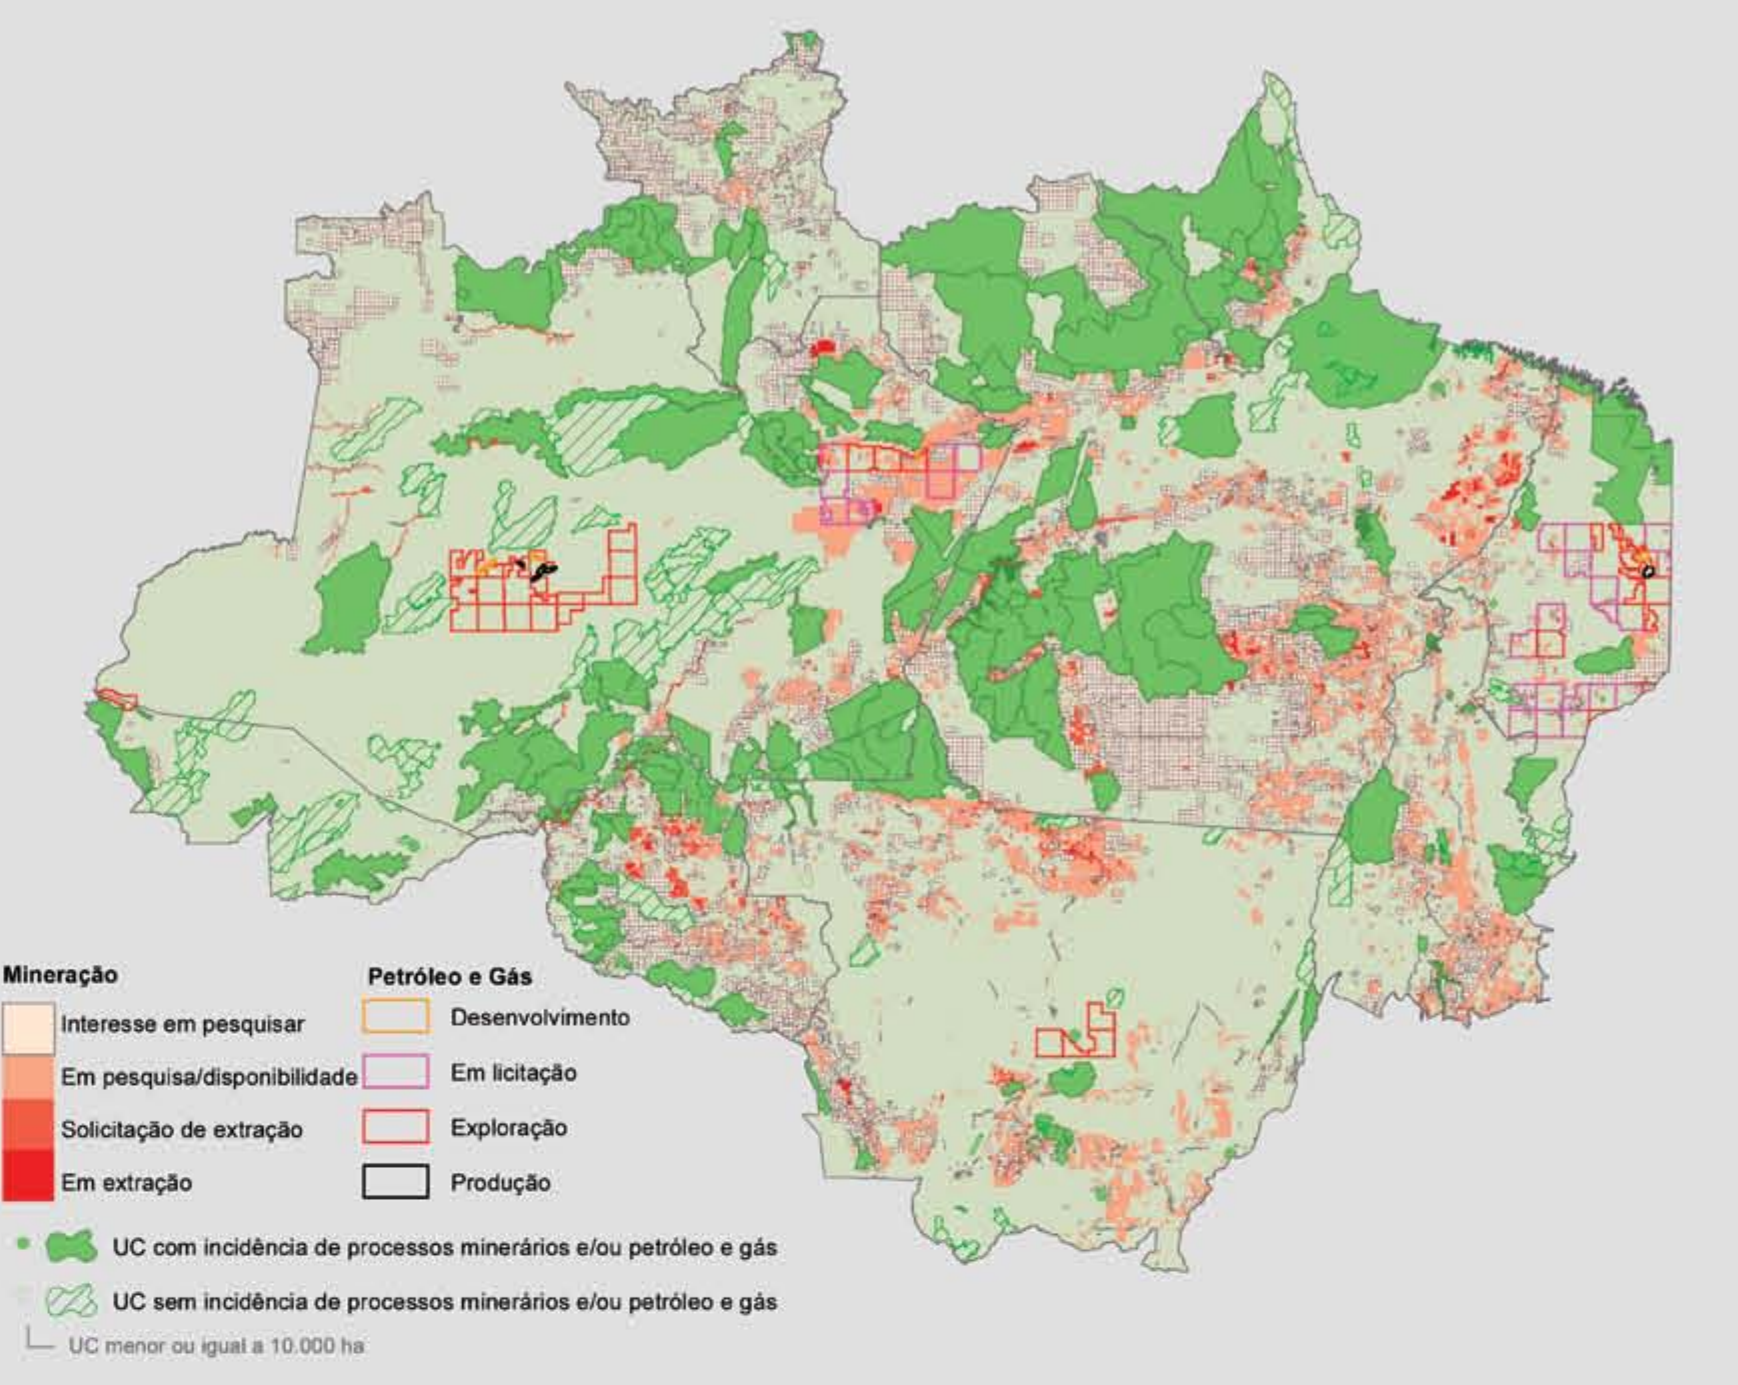 Mineração
Interesse em pesquisar
Em pesquisa/disponibilidade
Solicitação de extração
Em extração
Petróleo e Gás
Desenvolvimento
Em licitação
Exploração
Produção
UC com incidência de processos minerários e/ou petróleo e gás
UC sem incidência de processos minerários e/ou petróleo e gás
UC menor ou igual a 10.000 ha